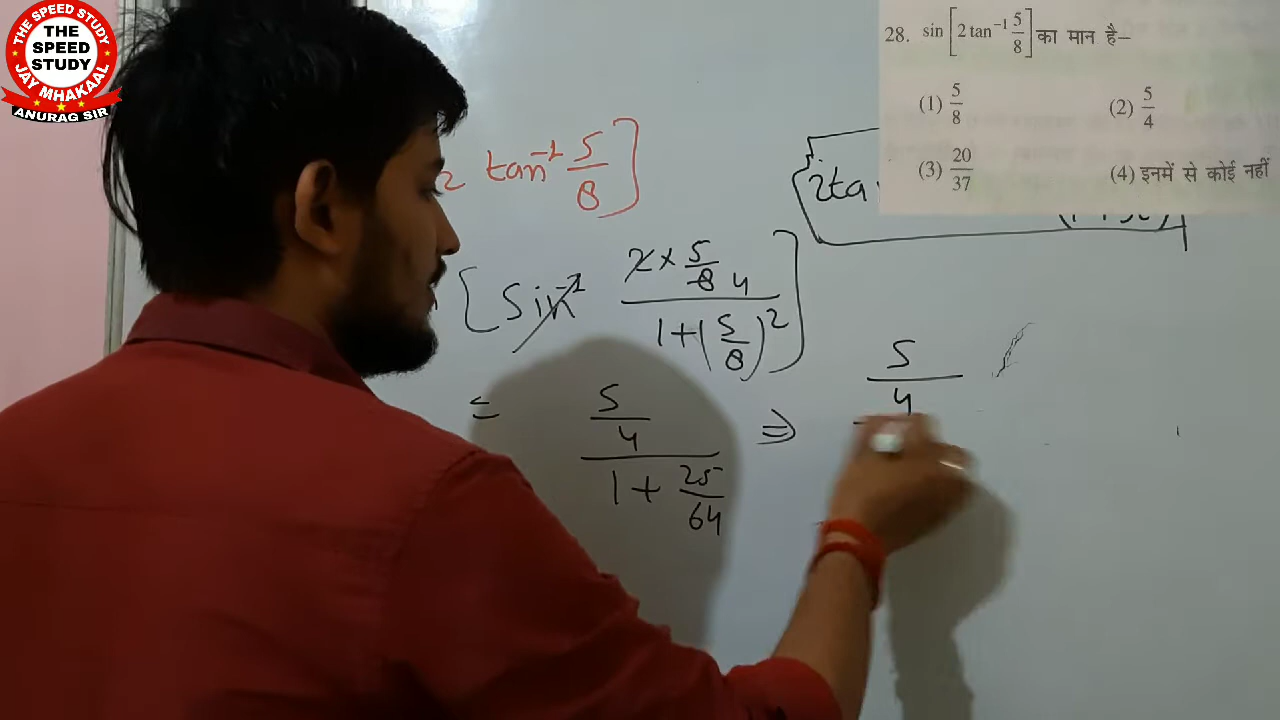 THE SPEED STUDY
THE
SPEED
STUDY
JAY MHAKAAL
ANURAG SIR
28. sin [2 tan⁻¹ 5/8] का मान है–
(1) 5/8 (2) 5/4
(3) 20/37 (4) इनमें से कोई नहीं
2 tan⁻¹ 5/8]
2ta
[Sin⁻¹ 2 × 5/8 4 / 1 + (5/8)²]
= 5/4 / 1 + 25/64 ⇒ 5/4